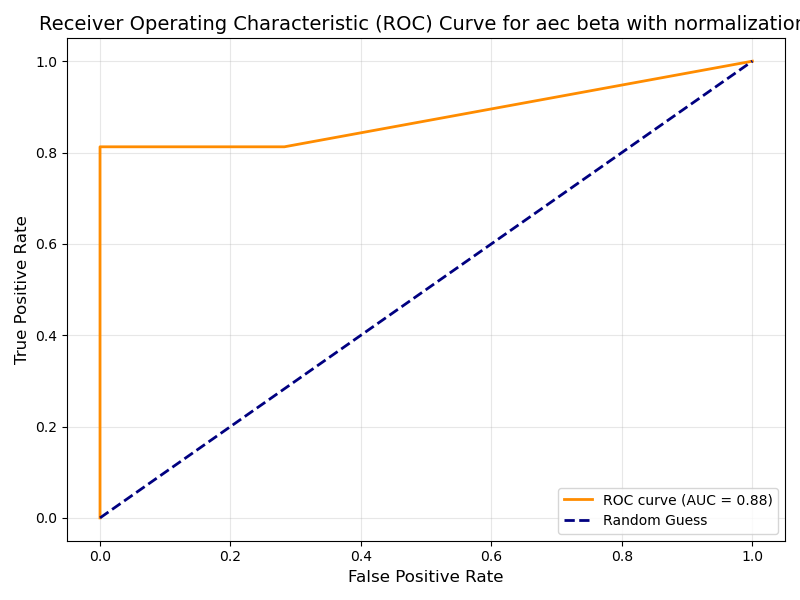 Receiver Operating Characteristic (ROC) Curve for aec beta with normalization
1.0
0.8
0.6
0.4
0.2
0.0
True Positive Rate
ROC curve (AUC = 0.88)
Random Guess
0.0 0.2 0.4 0.6 0.8 1.0
False Positive Rate